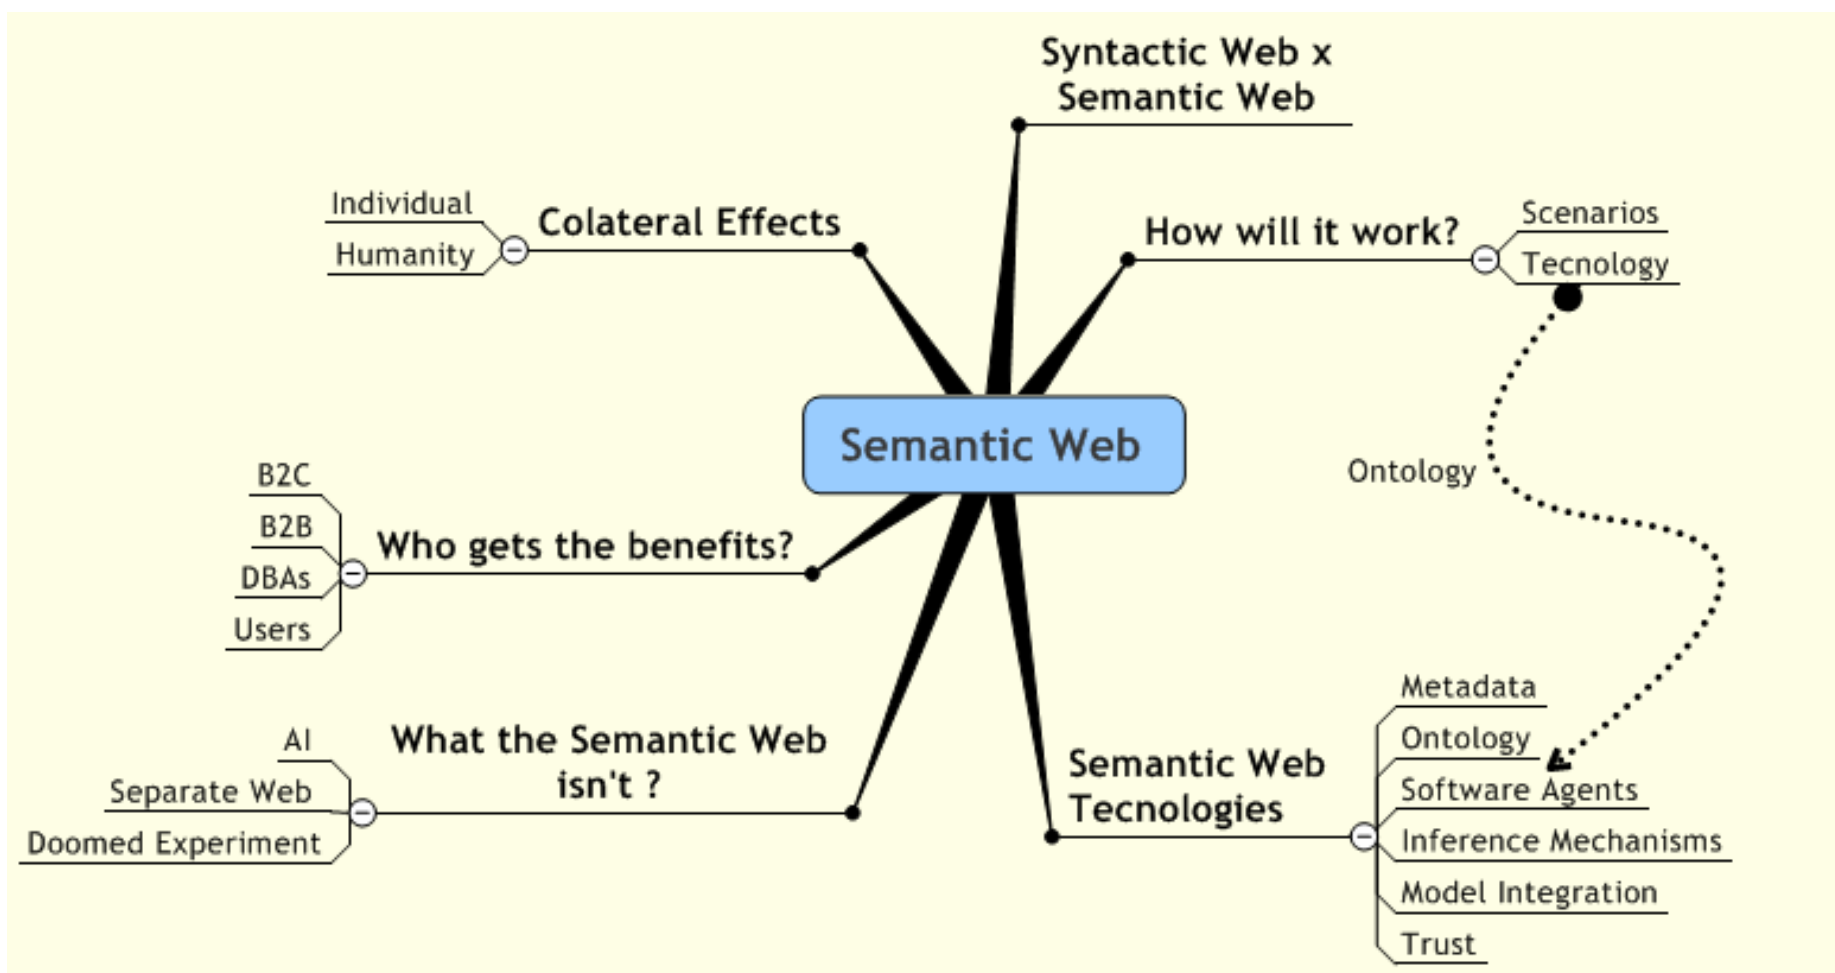 Syntactic Web x
Semantic Web
Individual
Humanity
Colateral Effects
How will it work?
Scenarios
Tecnology
Semantic Web
Ontology
B2C
B2B
DBAs
Users
Who gets the benefits?
AI
Separate Web
Doomed Experiment
What the Semantic Web
isn't ?
Semantic Web
Tecnologies
Metadata
Ontology
Software Agents
Inference Mechanisms
Model Integration
Trust